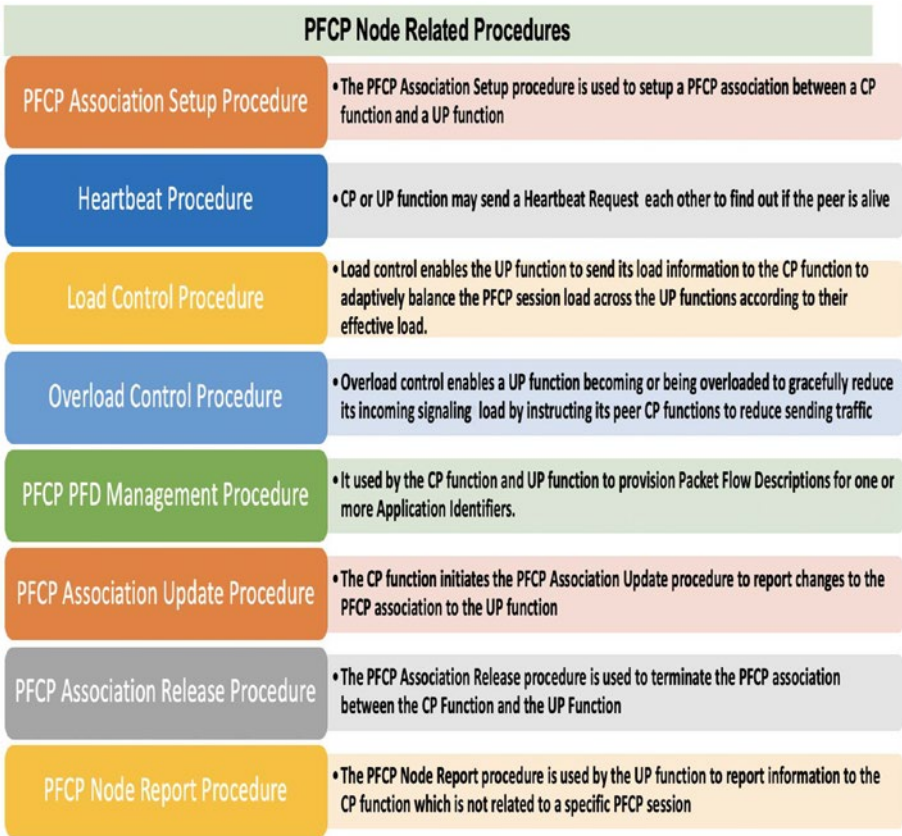 PFCP Node Related Procedures
PFCP Association Setup Procedure
• The PFCP Association Setup procedure is used to setup a PFCP association between a CP
function and a UP function
Heartbeat Procedure
• CP or UP function may send a Heartbeat Request each other to find out if the peer is alive
Load Control Procedure
• Load control enables the UP function to send its load information to the CP function to
adaptively balance the PFCP session load across the UP functions according to their
effective load.
Overload Control Procedure
• Overload control enables a UP function becoming or being overloaded to gracefully reduce
its incoming signaling load by instructing its peer CP functions to reduce sending traffic
PFCP PFD Management Procedure
• It used by the CP function and UP function to provision Packet Flow Descriptions for one or
more Application Identifiers.
PFCP Association Update Procedure
• The CP function initiates the PFCP Association Update procedure to report changes to the
PFCP association to the UP function
PFCP Association Release Procedure
• The PFCP Association Release procedure is used to terminate the PFCP association
between the CP Function and the UP Function
PFCP Node Report Procedure
• The PFCP Node Report procedure is used by the UP function to report information to the
CP function which is not related to a specific PFCP session